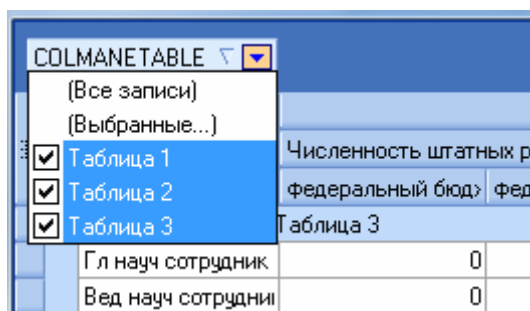 COLMANETABLE
(Все записи)
(Выбранные...)
Таблица 1
Численность штатных р
Таблица 2
федеральный бюд
фед
Таблица 3
Таблица 3
Гл науч сотрудник
0
Вед науч сотрудни
0